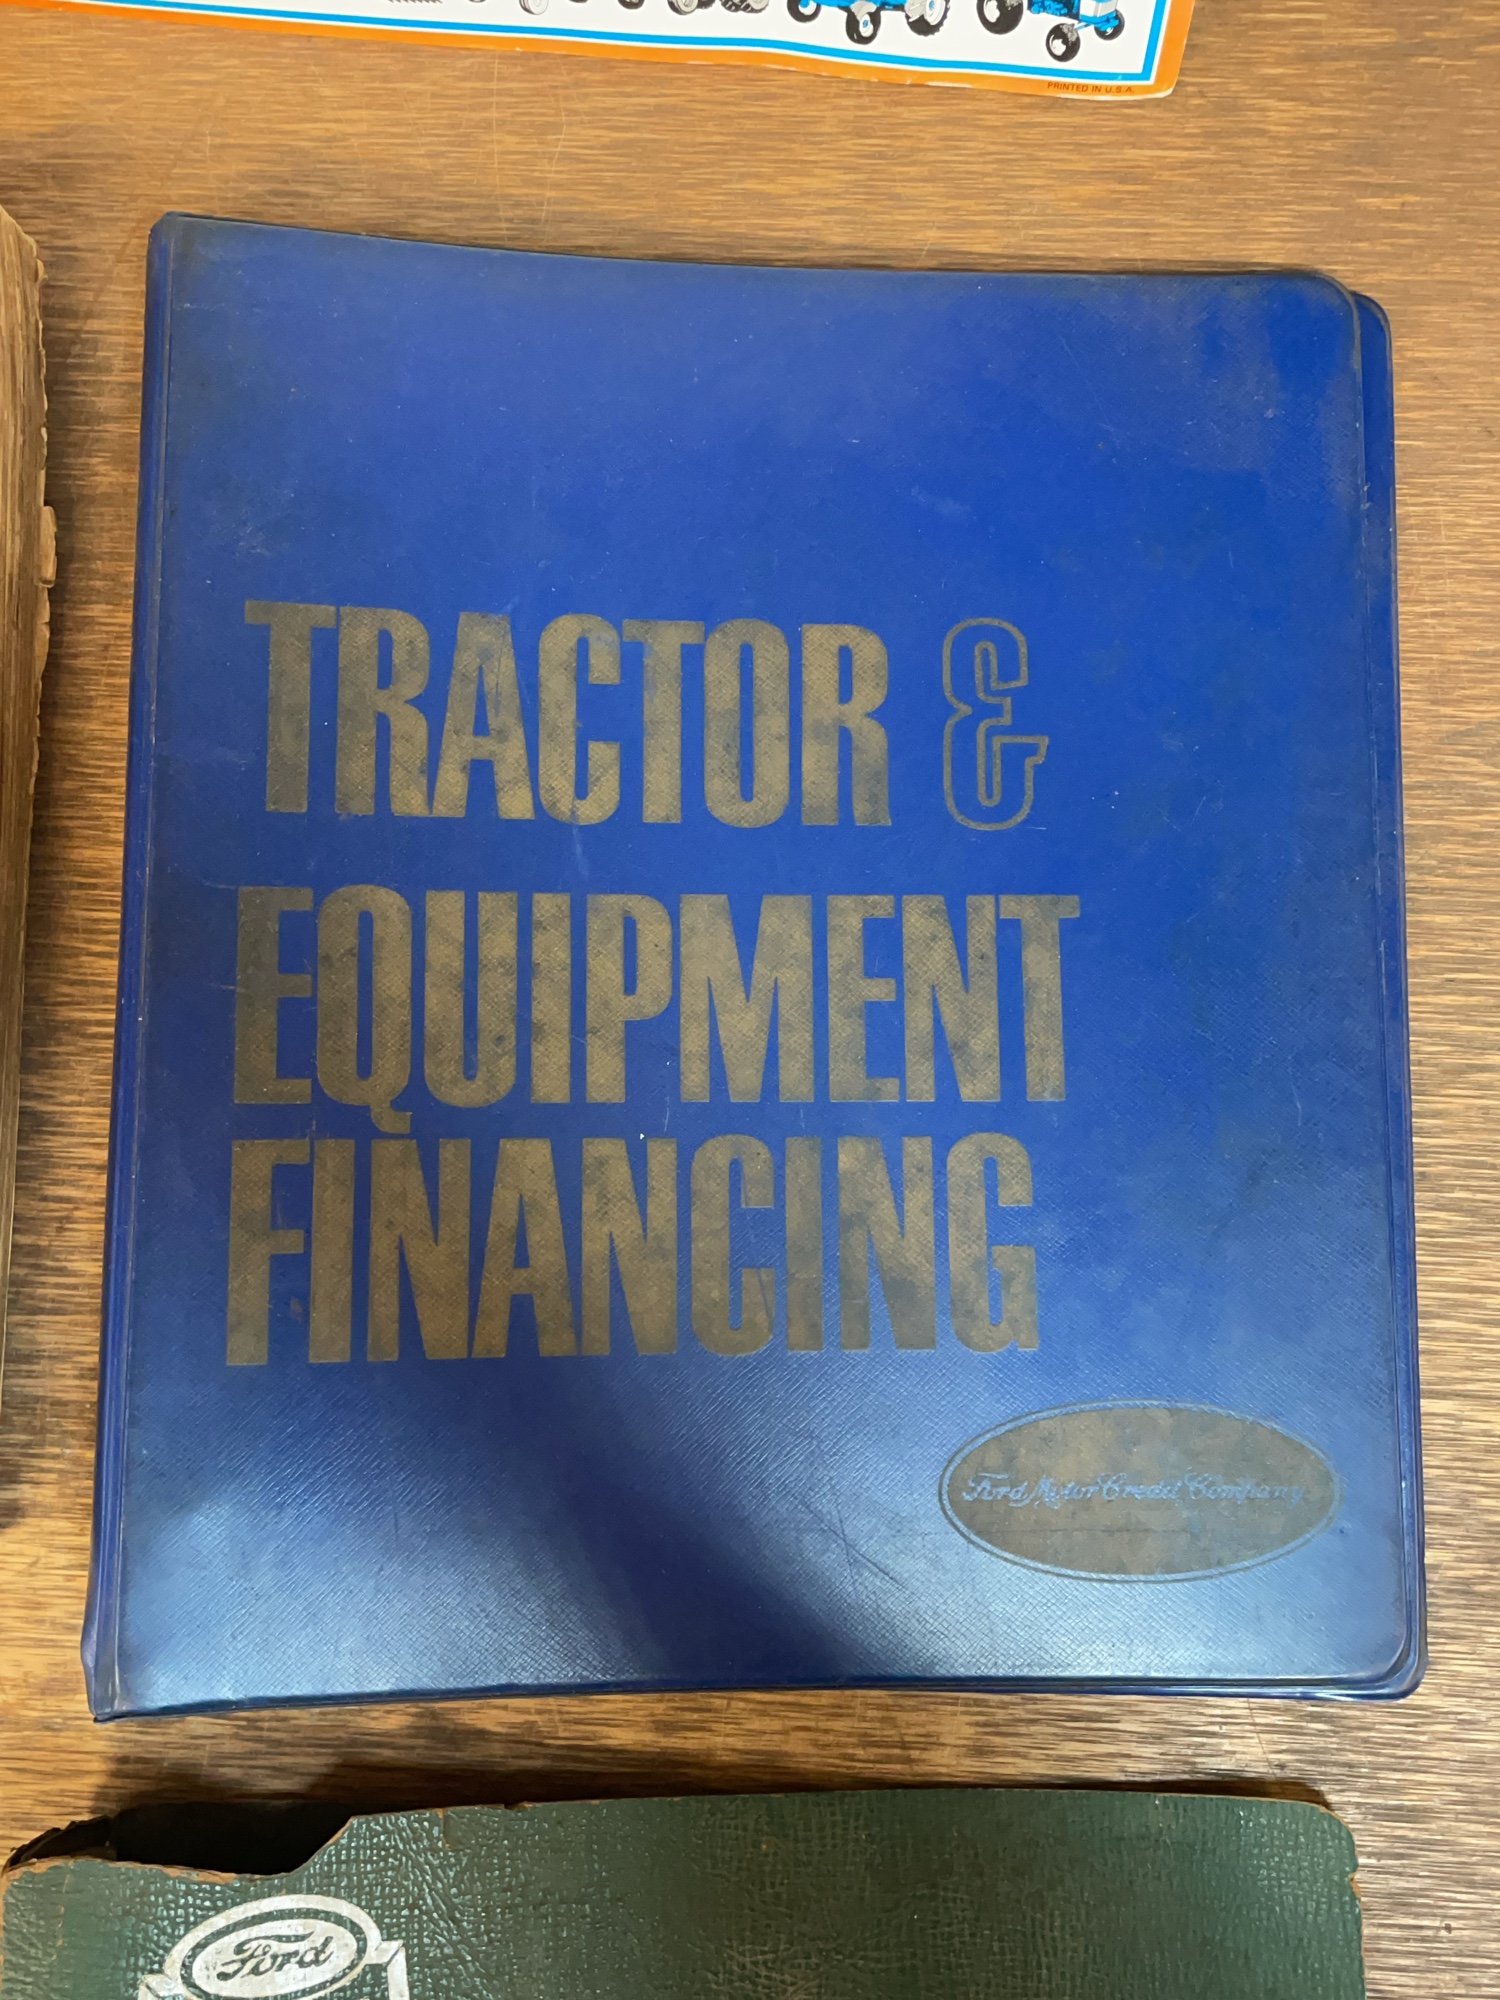 PRINTED IN U.S.A.
TRACTOR &
EQUIPMENT
FINANCING
Ford Motor Credit Company
Ford